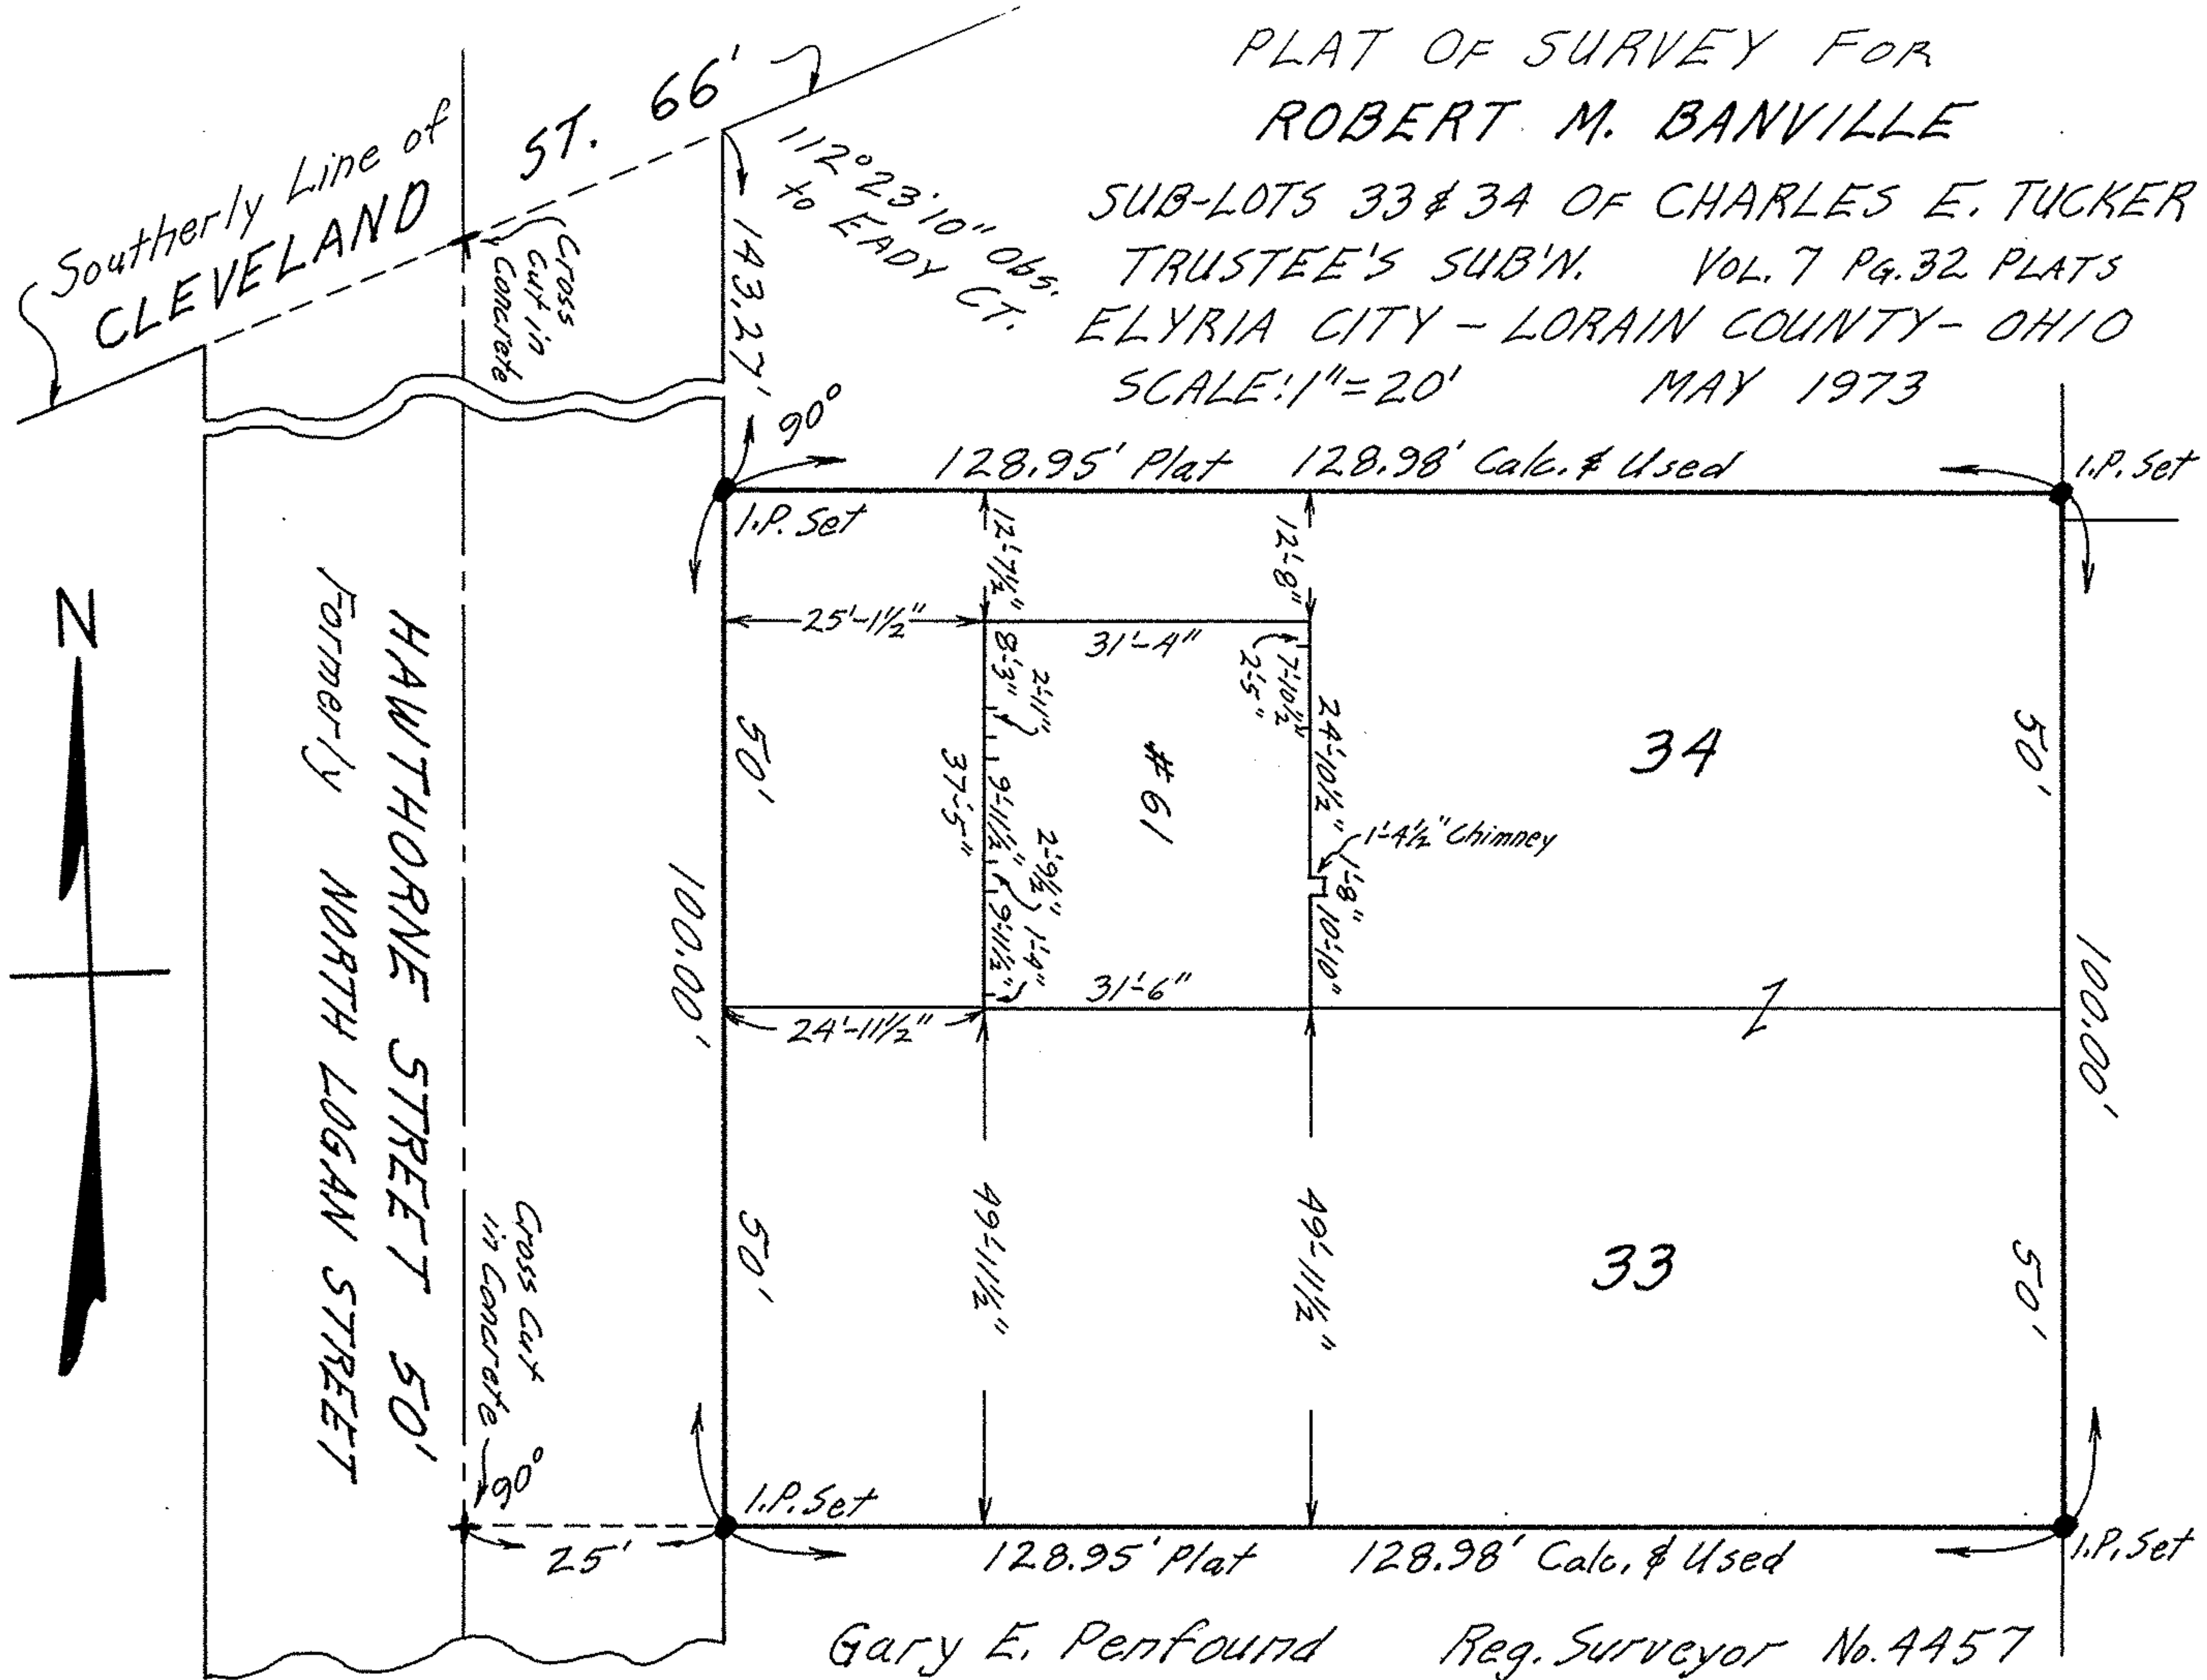 PLAT OF SURVEY FOR
ROBERT M. BANVILLE
SUB-LOTS 33 & 34 OF CHARLES E. TUCKER
TRUSTEE'S SUB'N. VOL. 7 PG. 32 PLATS
ELYRIA CITY - LORAIN COUNTY - OHIO
SCALE: 1"=20' MAY 1973
Southerly Line of
CLEVELAND ST. 66'
Cross
Cut in
Concrete
112°23'10" Obs.
to EADY CT.
143.27'
90°
128.95' Plat 128.98' Calc. & Used
I.P. Set
I.P. Set
N
HAWTHORNE STREET 50'
Formerly NORTH LOGAN STREET
12'-7½"
12'-8"
25'-1½"
31'-4"
8'-3"
2'-11"
7'-10½"
2'-5"
24'-10½"
50'
37'-5"
#61
34
50'
9'-11½"
2'-9½"
1'-4½" Chimney
1'-8"
10'-10"
9'-11½"
100.00'
31'-6"
24'-11½"
Z
100.00'
50'
49'-11½"
49'-11½"
33
50'
Cross Cut
in Concrete
90°
25'
I.P. Set
128.95' Plat 128.98' Calc. & Used
I.P. Set
Gary E. Penfound Reg. Surveyor No. 4457